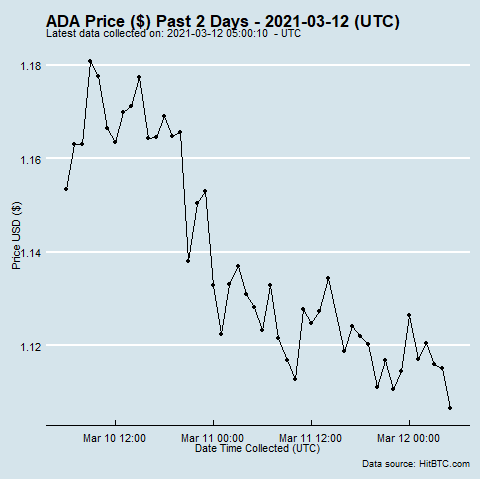 ADA Price ($) Past 2 Days - 2021-03-12 (UTC)
Latest data collected on: 2021-03-12 05:00:10 - UTC
1.18
1.16
1.14
1.12
Price USD ($)
Mar 10 12:00
Mar 11 00:00
Mar 11 12:00
Mar 12 00:00
Date Time Collected (UTC)
Data source: HitBTC.com